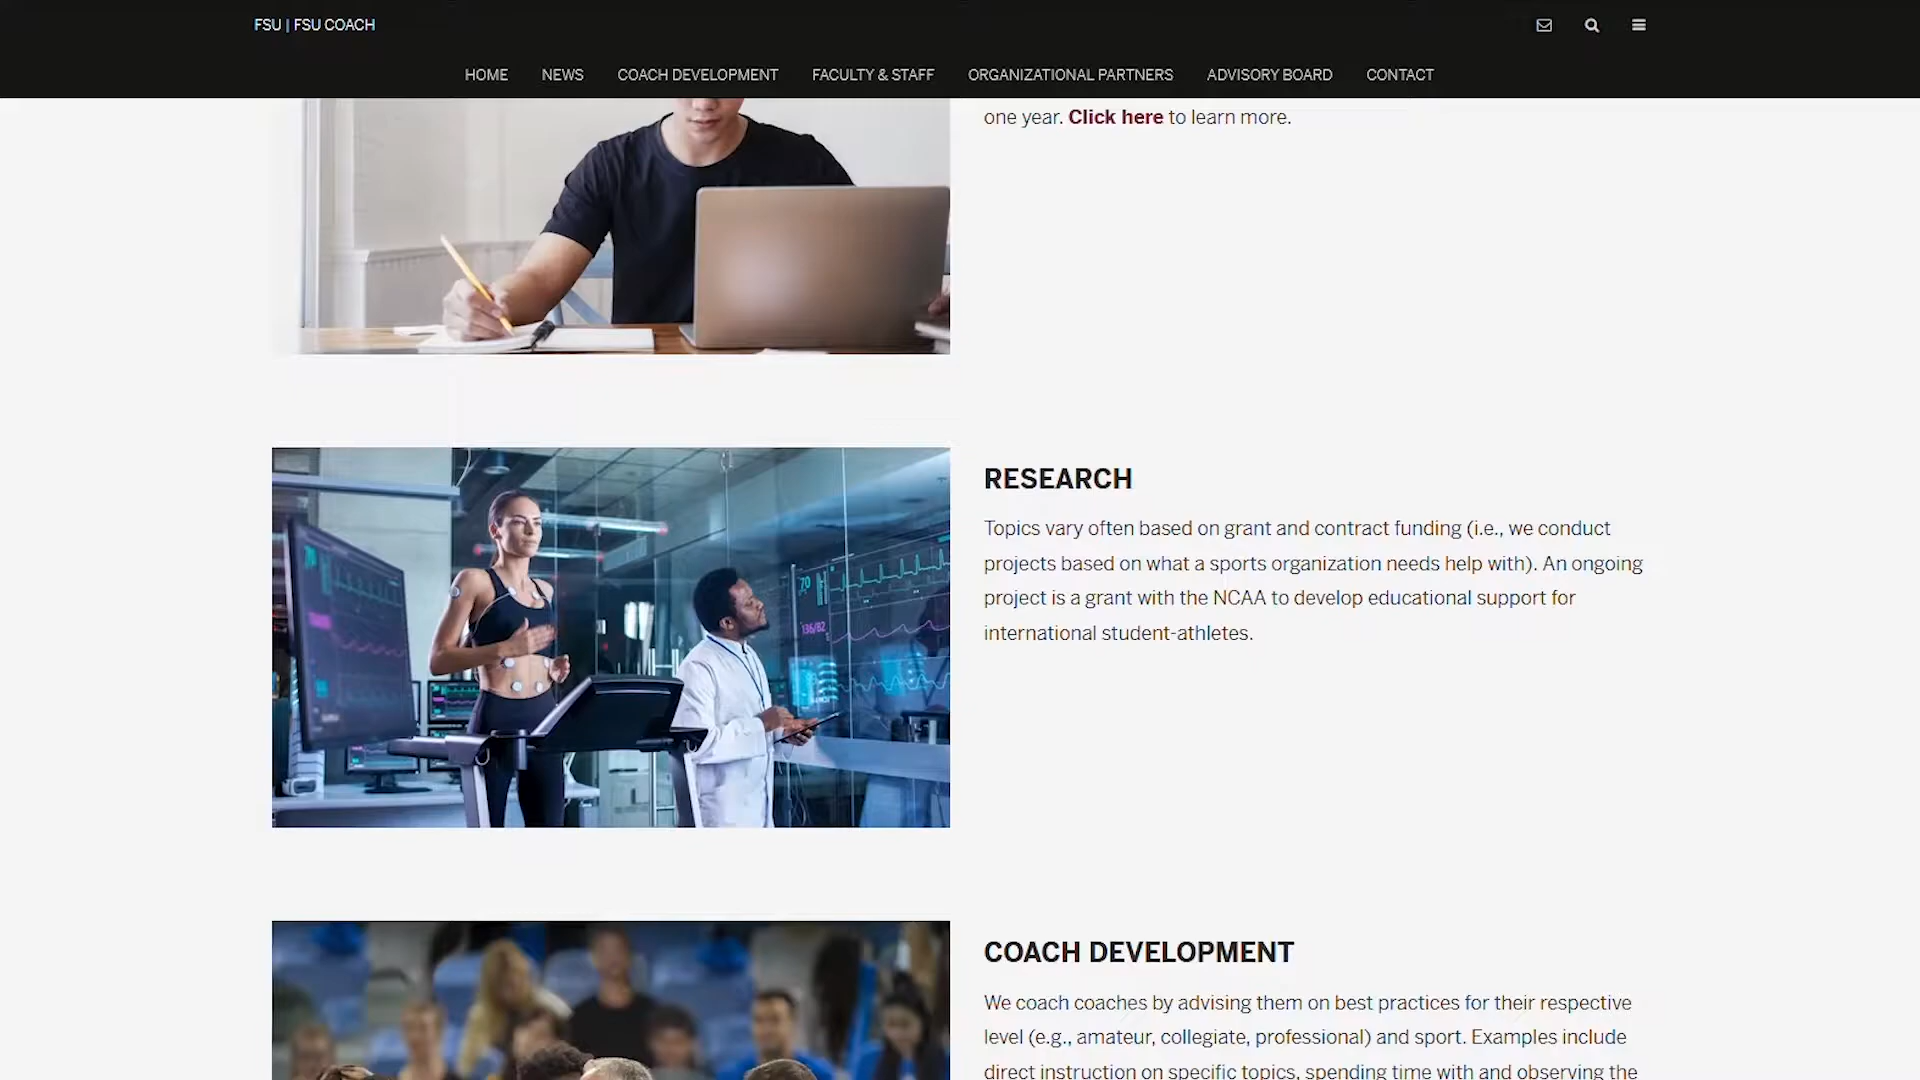 FSU | FSU COACH
HOME NEWS COACH DEVELOPMENT FACULTY & STAFF ORGANIZATIONAL PARTNERS ADVISORY BOARD CONTACT
one year. Click here to learn more.
RESEARCH
Topics vary often based on grant and contract funding (i.e., we conduct
projects based on what a sports organization needs help with). An ongoing
project is a grant with the NCAA to develop educational support for
international student-athletes.
70
136/82
COACH DEVELOPMENT
We coach coaches by advising them on best practices for their respective
level (e.g., amateur, collegiate, professional) and sport. Examples include
direct instruction on specific topics, spending time with and observing the